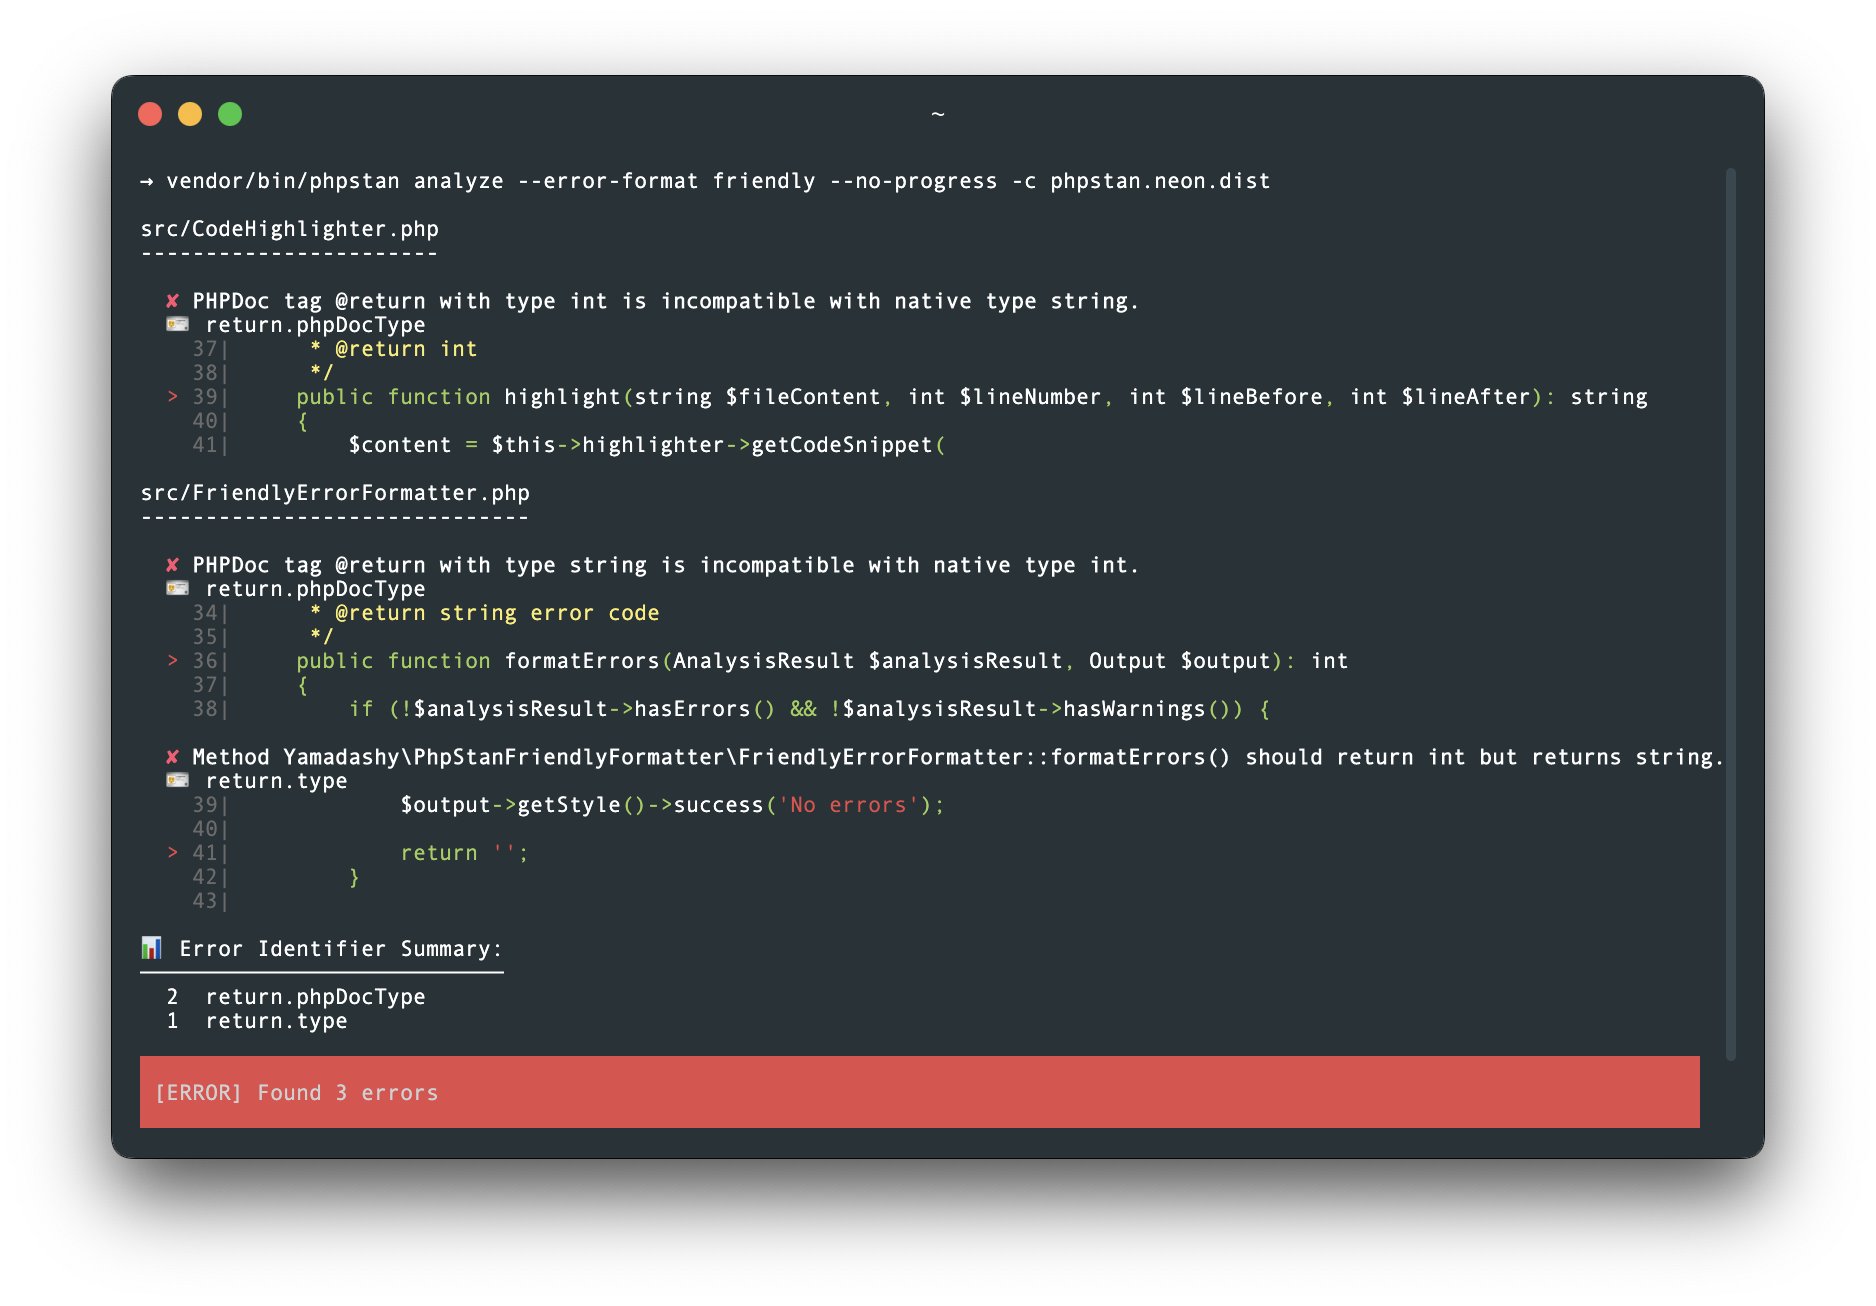 ~
→ vendor/bin/phpstan analyze --error-format friendly --no-progress -c phpstan.neon.dist
src/CodeHighlighter.php
-----------------------
✘ PHPDoc tag @return with type int is incompatible with native type string.
🪪 return.phpDocType
37|      * @return int
38|      */
> 39|     public function highlight(string $fileContent, int $lineNumber, int $lineBefore, int $lineAfter): string
40|     {
41|         $content = $this->highlighter->getCodeSnippet(
src/FriendlyErrorFormatter.php
------------------------------
✘ PHPDoc tag @return with type string is incompatible with native type int.
🪪 return.phpDocType
34|      * @return string error code
35|      */
> 36|     public function formatErrors(AnalysisResult $analysisResult, Output $output): int
37|     {
38|         if (!$analysisResult->hasErrors() && !$analysisResult->hasWarnings()) {
✘ Method Yamadashy\PhpStanFriendlyFormatter\FriendlyErrorFormatter::formatErrors() should return int but returns string.
🪪 return.type
39|             $output->getStyle()->success('No errors');
40|
> 41|             return '';
42|         }
43|
📊 Error Identifier Summary:
2  return.phpDocType
1  return.type
[ERROR] Found 3 errors